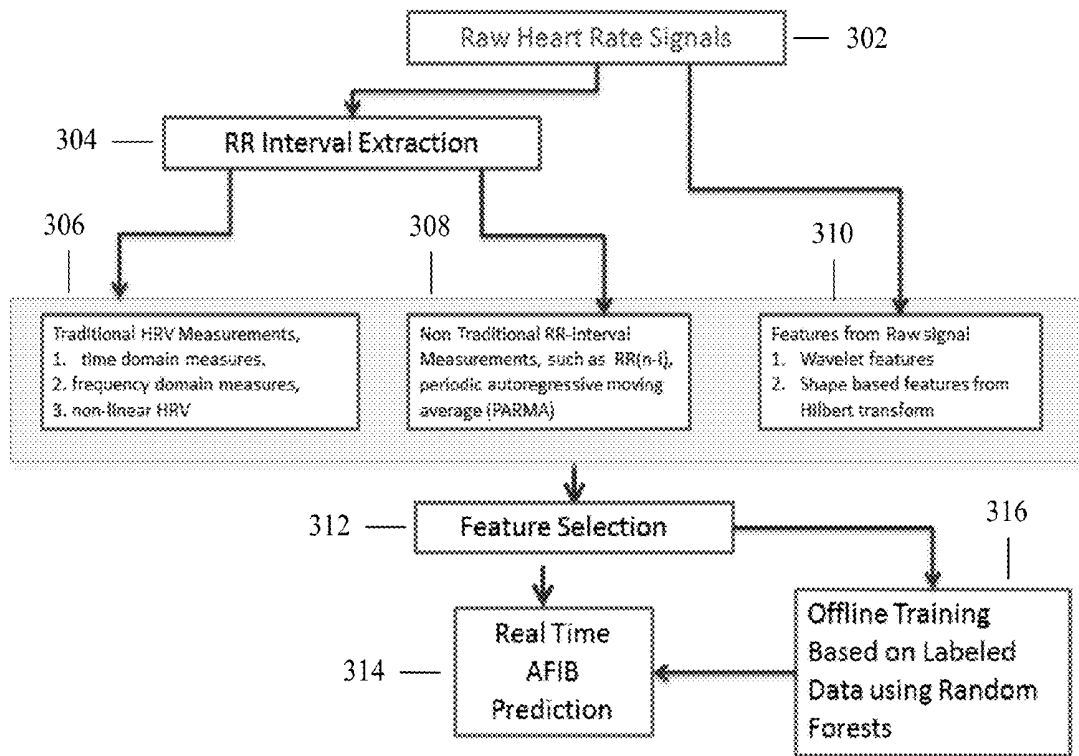 Raw Heart Rate Signals
302
304
RR Interval Extraction
306
308
310
Traditional HRV Measurements,
1. time domain measures,
2. frequency domain measures,
3. non-linear HRV
Non Traditional RR-Interval
Measurements, such as RR(n-i),
periodic autoregressive moving
average (PARMA)
Features from Raw signal
1. Wavelet features
2. Shape based features from
Hilbert transform
312
Feature Selection
316
314
Real Time
AFIB
Prediction
Offline Training
Based on Labeled
Data using Random
Forests